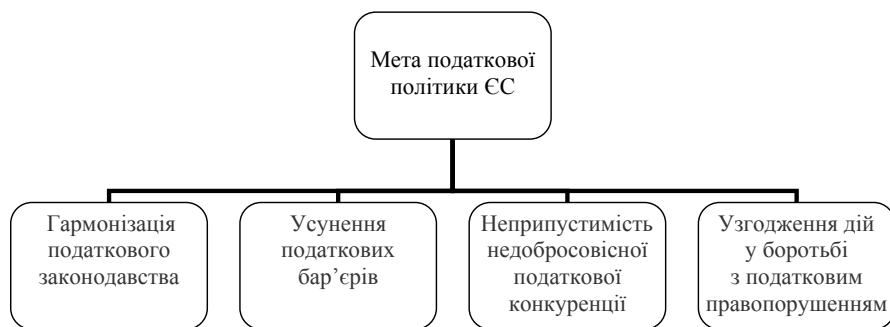 Мета податкової
політики ЄС
Гармонізація
податкового
законодавства
Усунення
податкових
бар’єрів
Неприпустимість
недобросовісної
податкової
конкуренції
Узгодження дій
у боротьбі
з податковим
правопорушенням